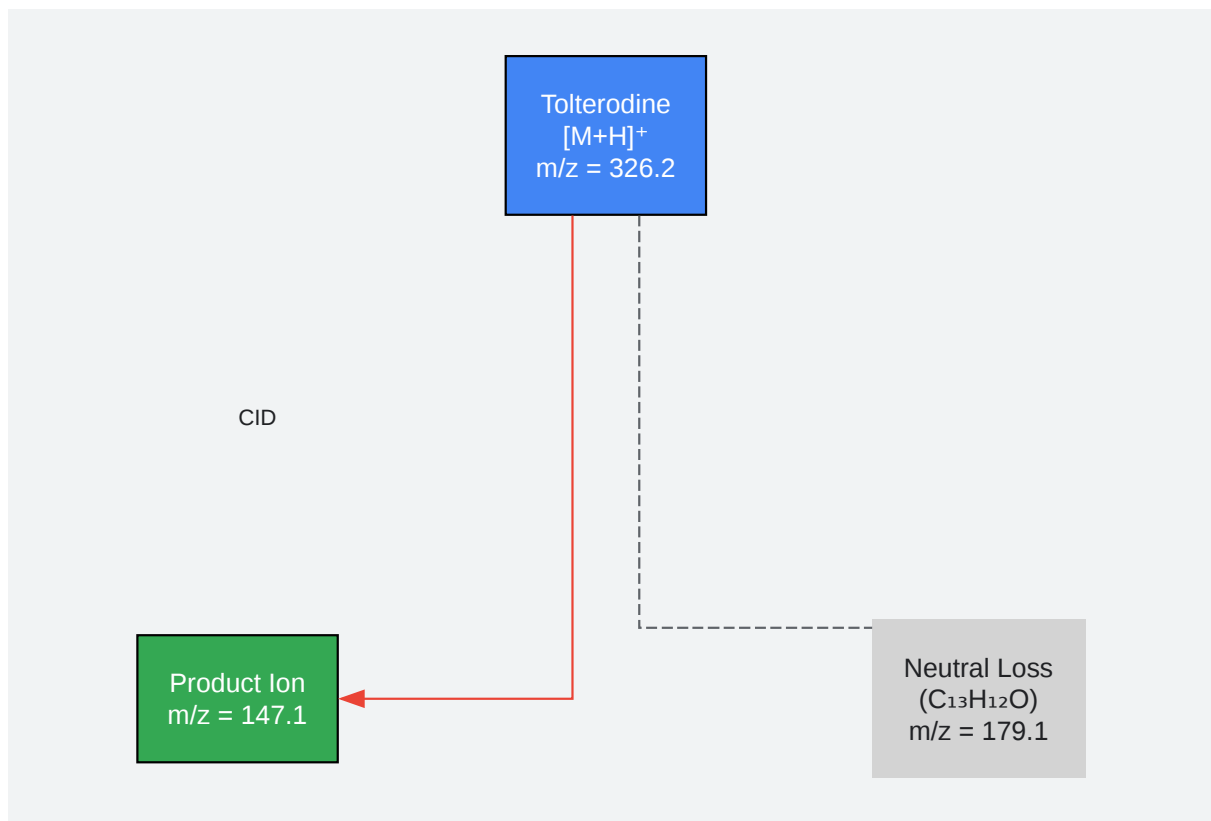 Tolterodine
[M+H]⁺
m/z = 326.2
CID
Product Ion
m/z = 147.1
Neutral Loss
(C₁₃H₁₂O)
m/z = 179.1